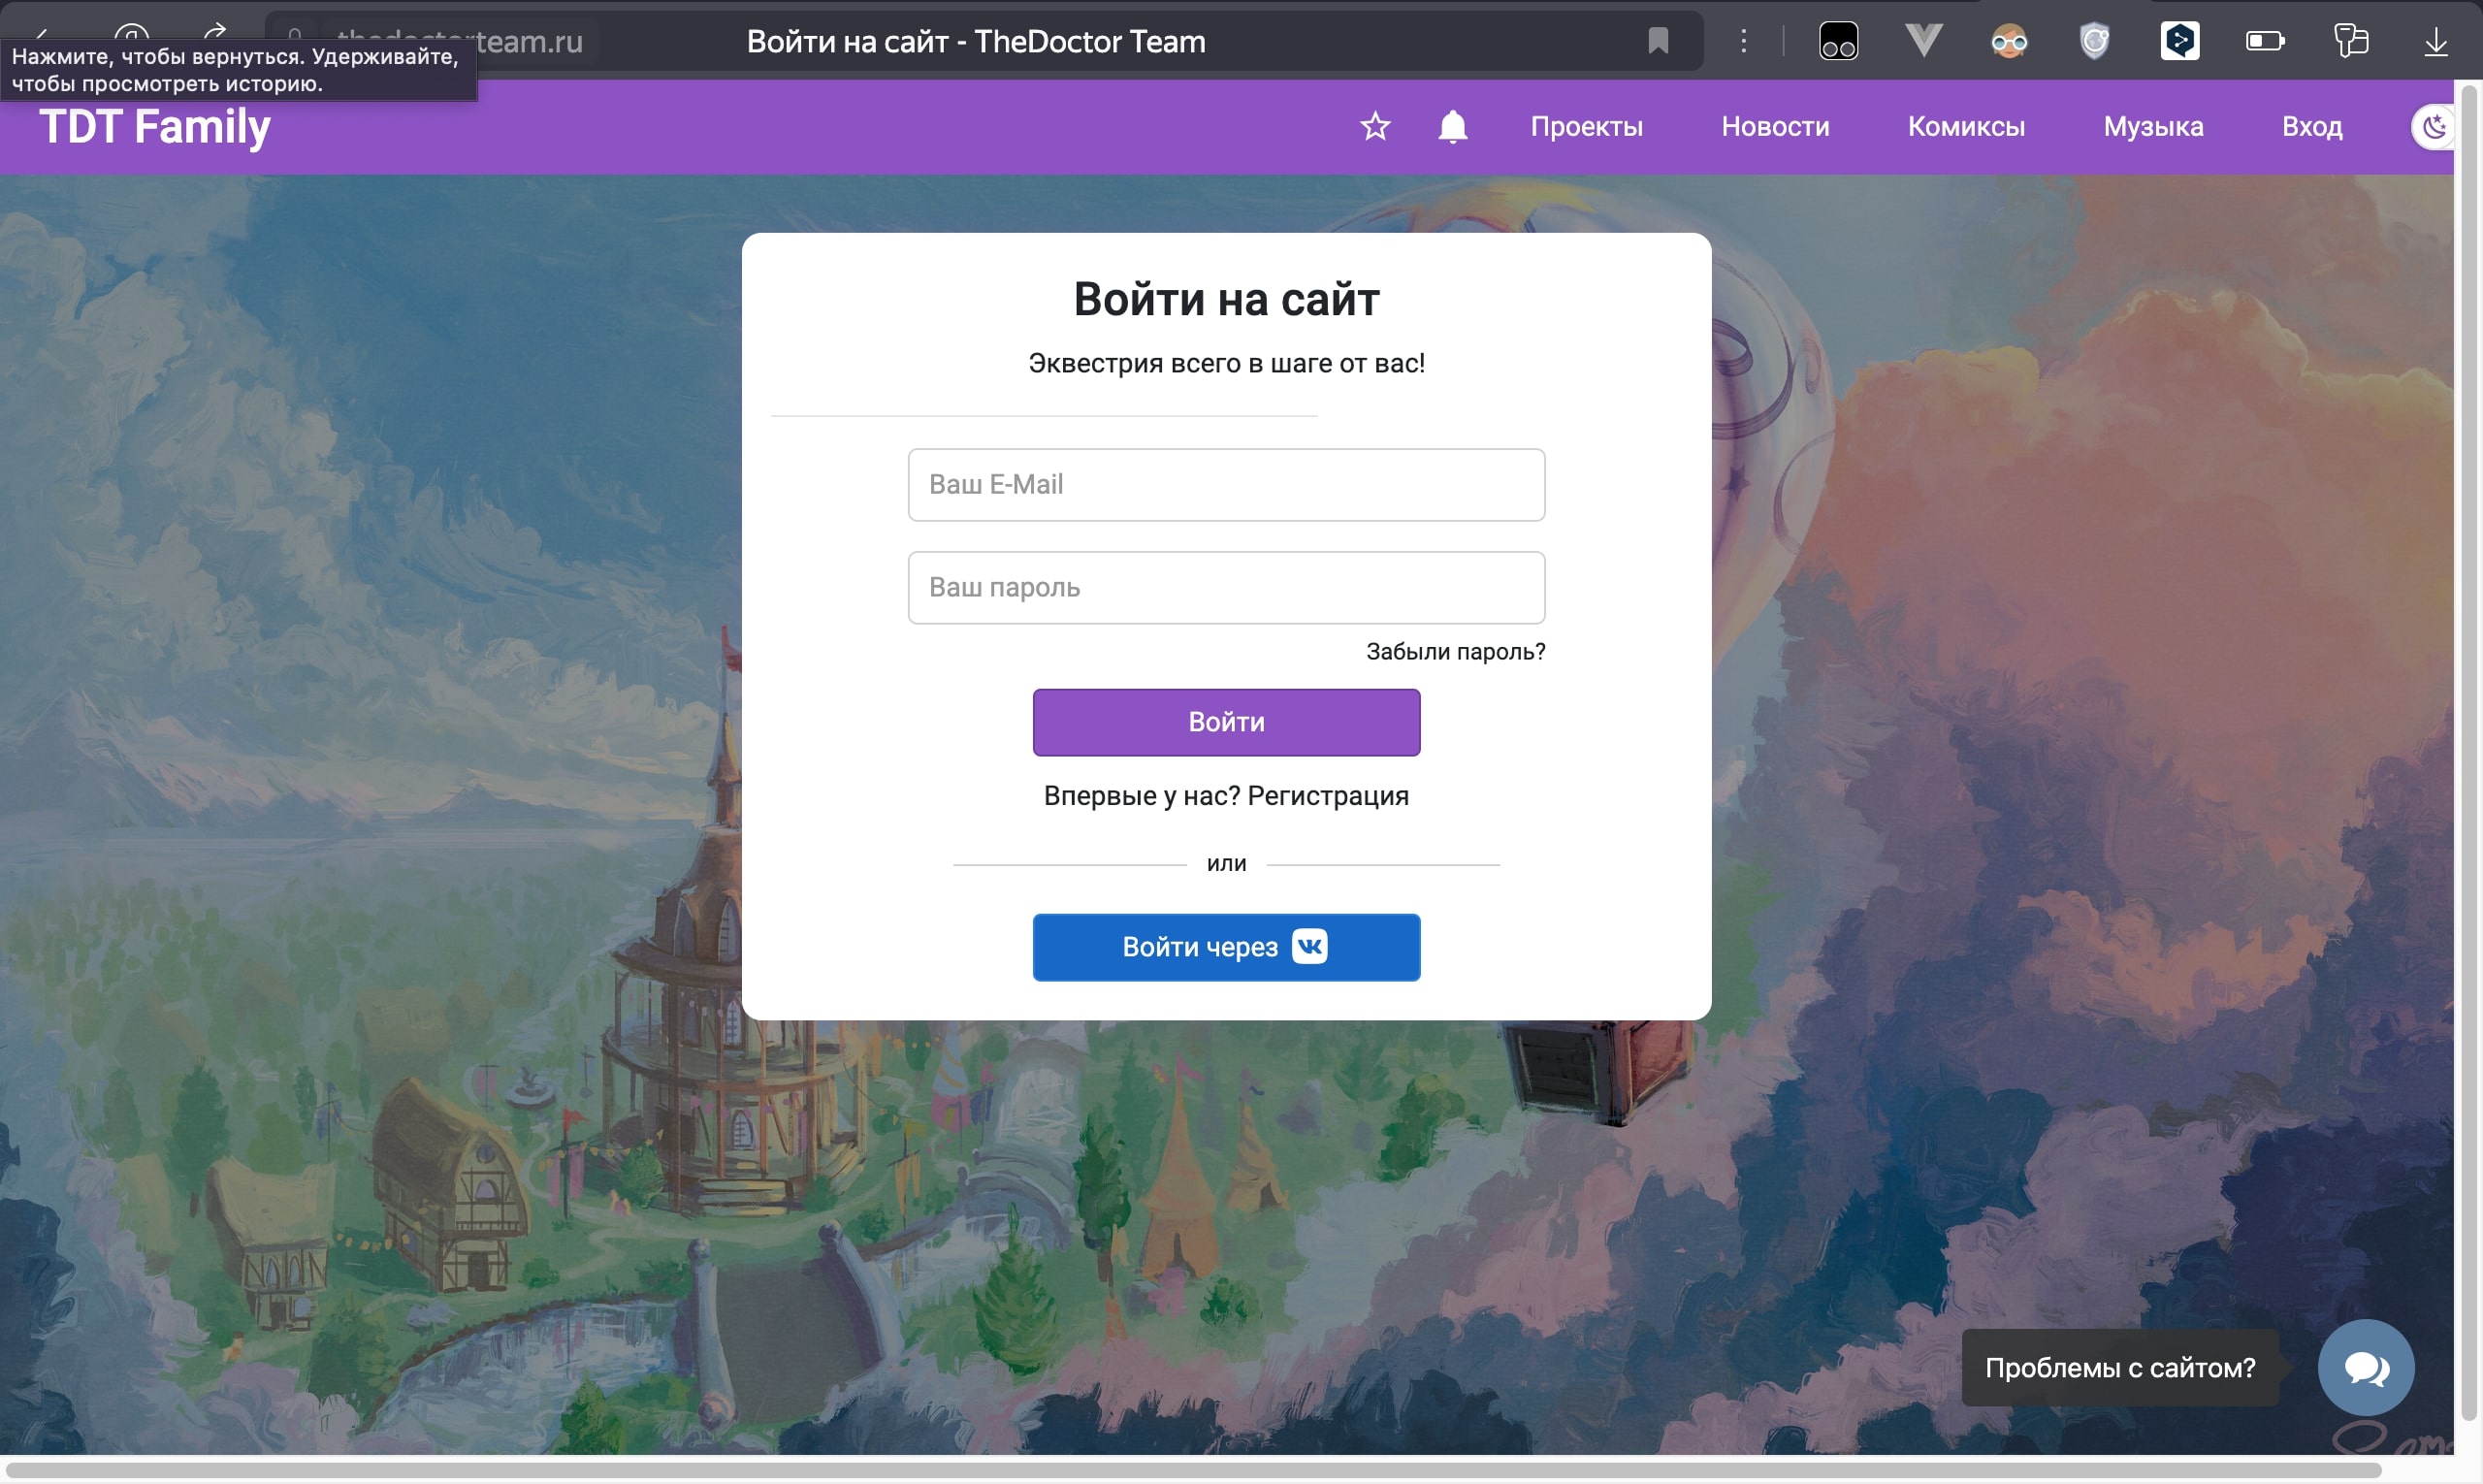 team.ru
Войти на сайт - TheDoctor Team
Нажмите, чтобы вернуться. Удерживайте,
чтобы просмотреть историю.
TDT Family
Проекты
Новости
Комиксы
Музыка
Вход
Войти на сайт
Эквестрия всего в шаге от вас!
Ваш E-Mail
Ваш пароль
Забыли пароль?
Войти
Впервые у нас? Регистрация
или
Войти через
Проблемы с сайтом?